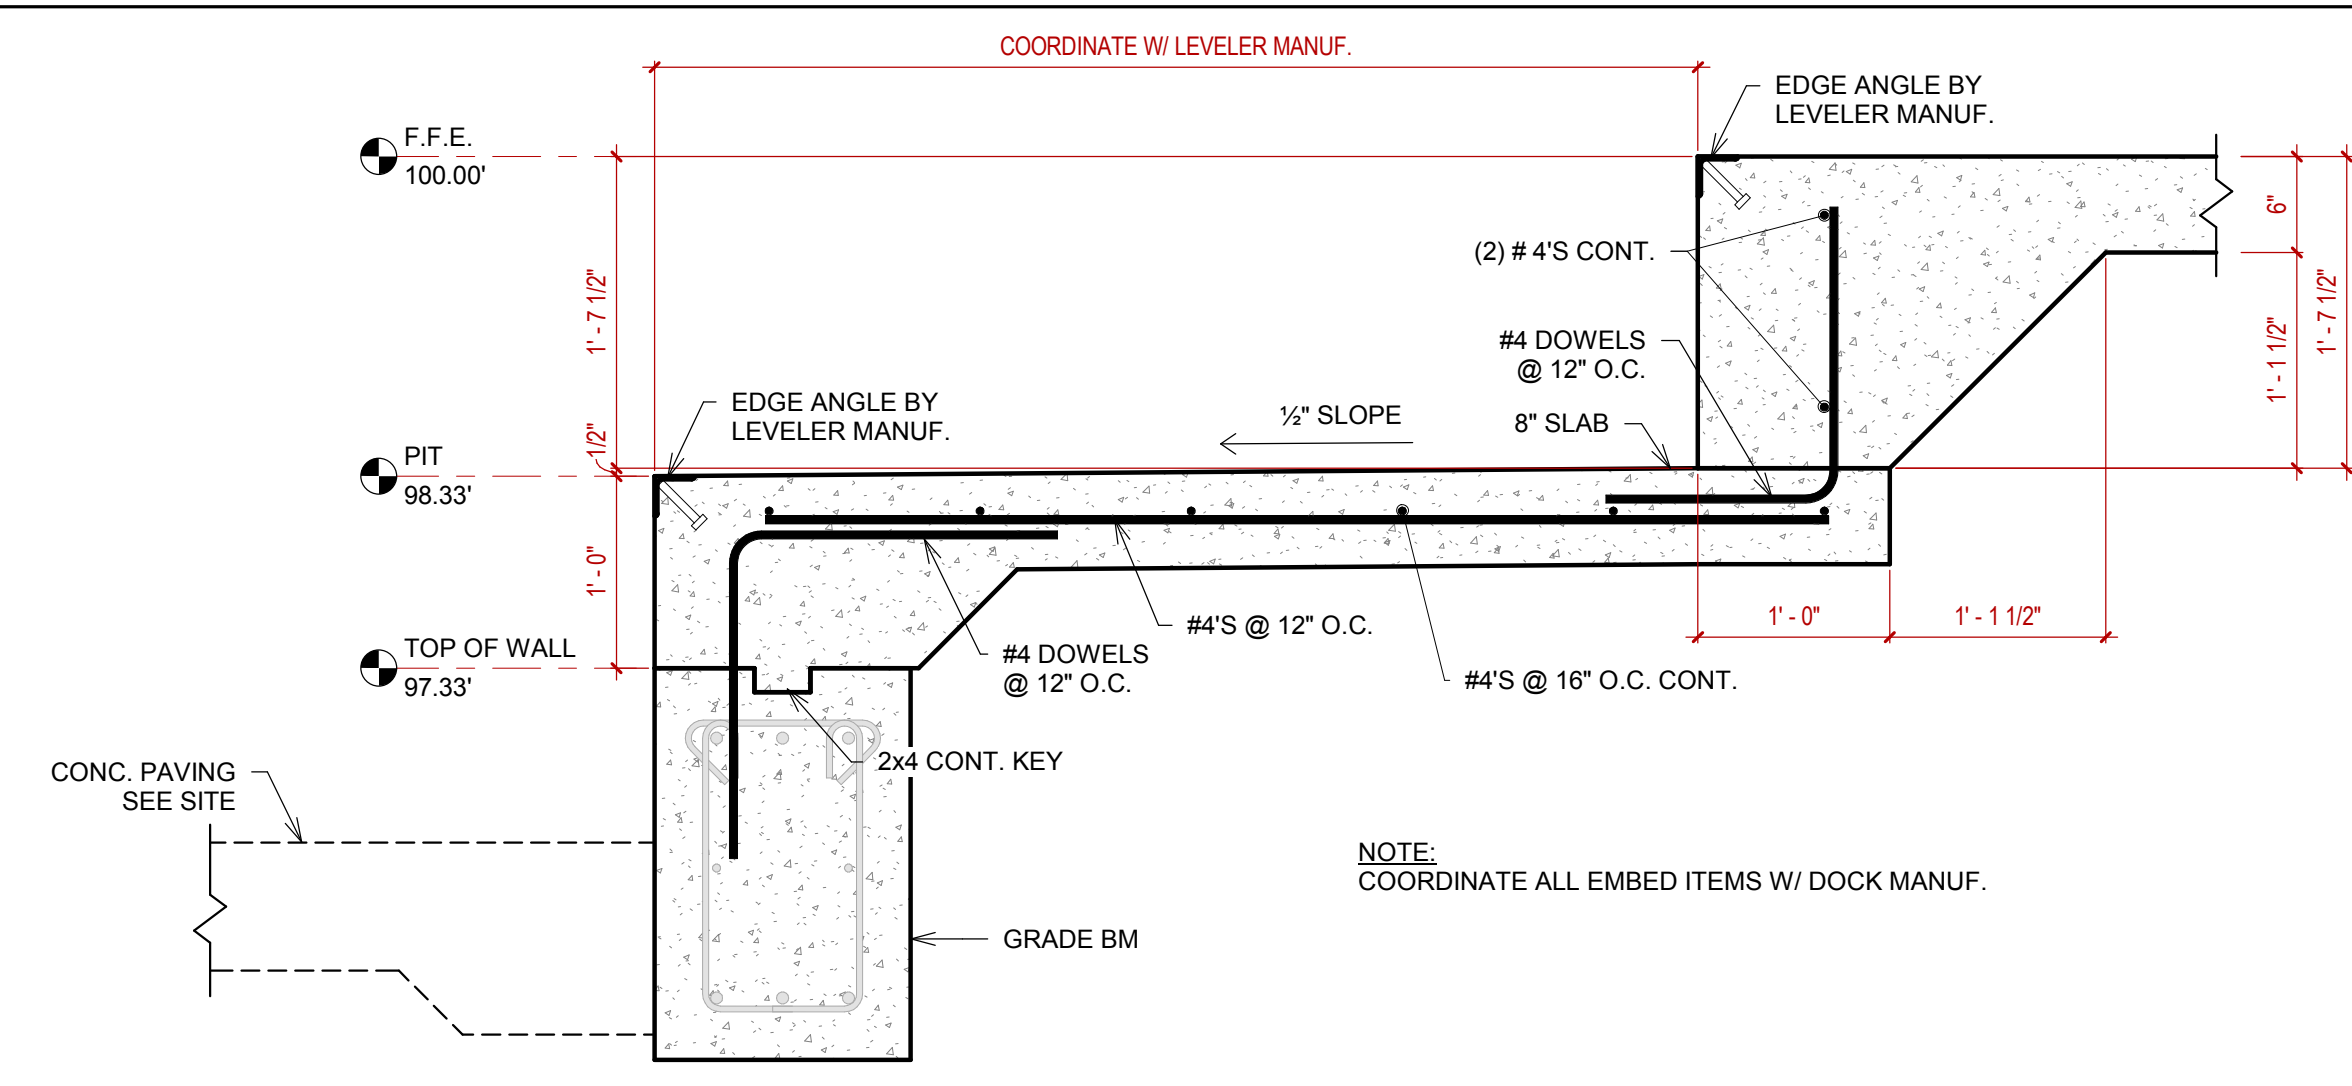 COORDINATE W/ LEVELER MANUF.
EDGE ANGLE BY
LEVELER MANUF.
F.F.E.
100.00'
6"
(2) # 4'S CONT.
1' - 7 1/2"
1' - 1 1/2"
1' - 7 1/2"
#4 DOWELS
@ 12" O.C.
EDGE ANGLE BY
LEVELER MANUF.
½" SLOPE
8" SLAB
1/2"
PIT
98.33'
1' - 0"
1' - 0"
1' - 1 1/2"
#4'S @ 12" O.C.
TOP OF WALL
97.33'
#4 DOWELS
@ 12" O.C.
#4'S @ 16" O.C. CONT.
2x4 CONT. KEY
CONC. PAVING
SEE SITE
NOTE:
COORDINATE ALL EMBED ITEMS W/ DOCK MANUF.
GRADE BM